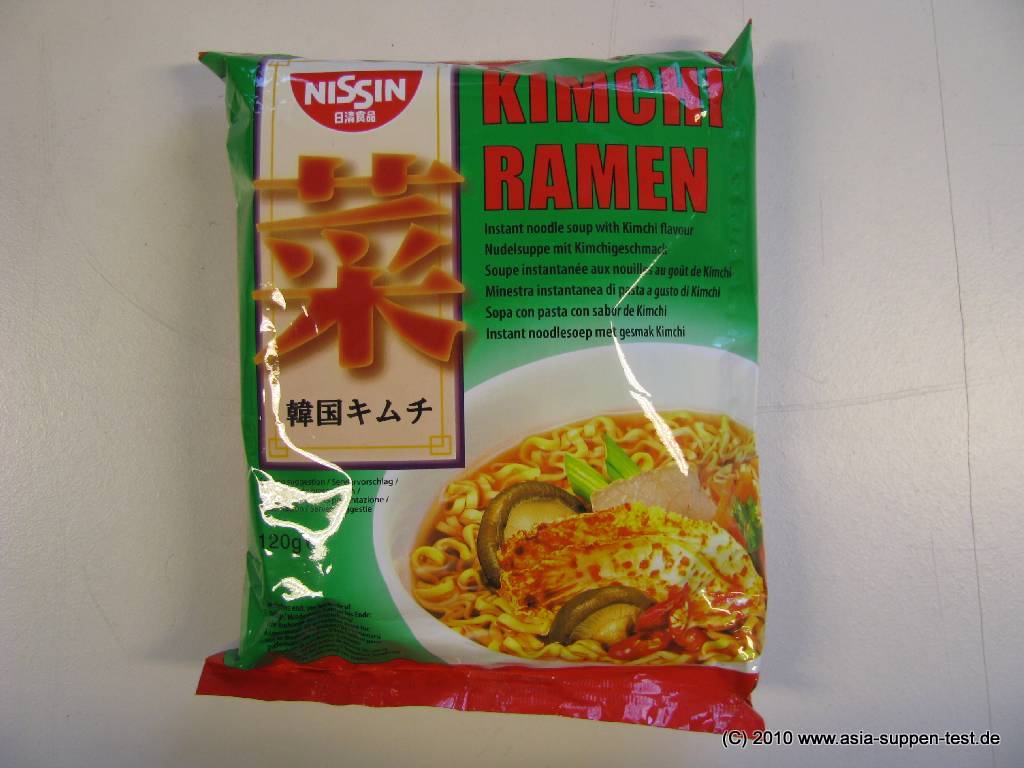 NISSIN
日清食品
菜
韓国キムチ
KIMCHI
RAMEN
Instant noodle soup with Kimchi flavour
Nudelsuppe mit Kimchigeschmack
Soupe instantanée aux nouilles au goût de Kimchi
Minestra instantanea di pasta a gusto di Kimchi
Sopa con pasta con sabor de Kimchi
Instant noodlesoep met gesmak Kimchi
suggestion / Serviervorschlag /
120g
(C) 2010 www.asia-suppen-test.de